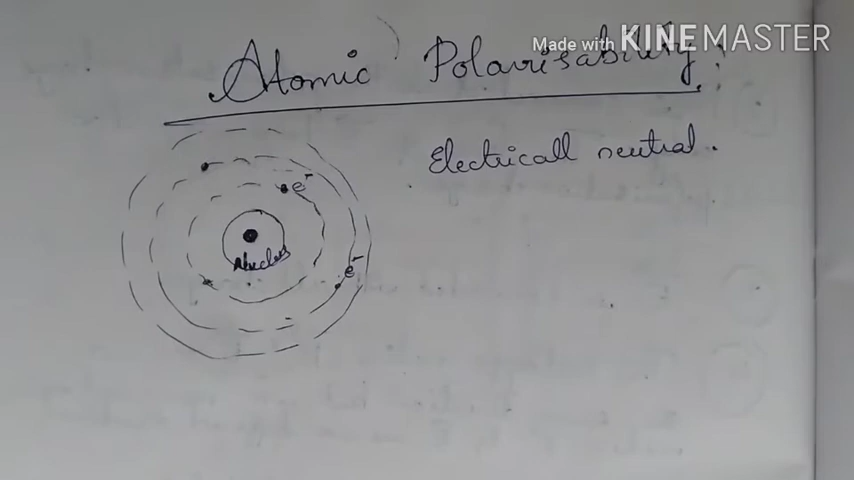 Made with KINEMASTER
Atomic Polarisability:
Electricall neutral.
e-
Nucleus
e-